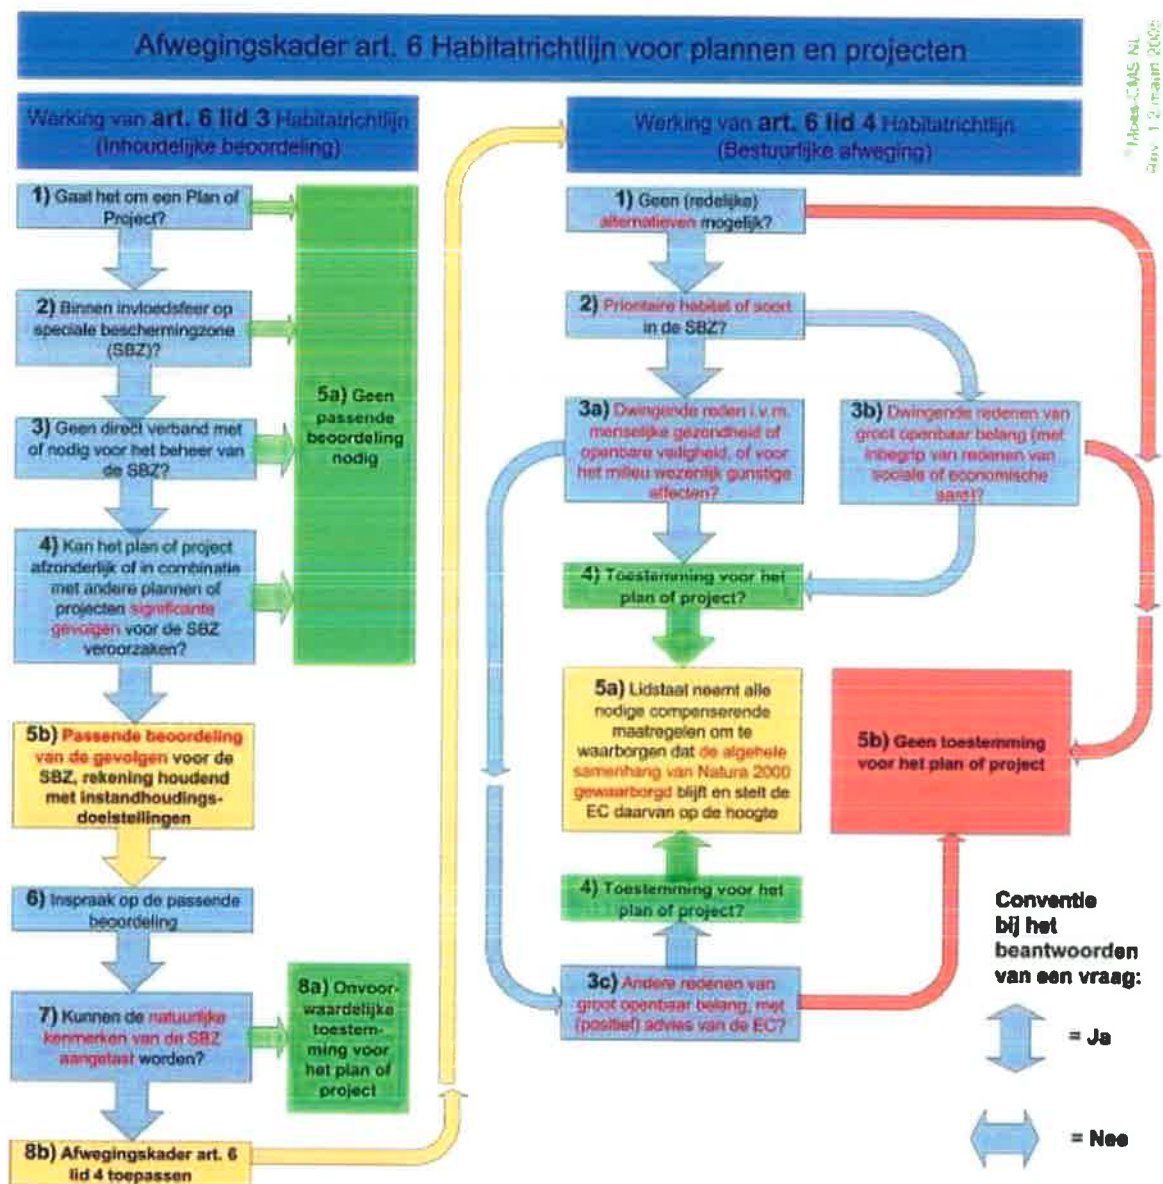 Afwegingskader art. 6 Habitatrichtlijn voor plannen en projecten
Moes-CMS NL
Rev. 1 2 maart 2005
Werking van art. 6 lid 3 Habitatrichtlijn
(Inhoudelijke beoordeling)
1) Gaat het om een Plan of
Project?
2) Binnen invloedsfeer op
speciale beschermingzone
(SBZ)?
3) Geen direct verband met
of nodig voor het beheer van
de SBZ?
4) Kan het plan of project
afzonderlijk of in combinatie
met andere plannen of
projecten significante
gevolgen voor de SBZ
veroorzaken?
5a) Geen
passende
beoordeling
nodig
5b) Passende beoordeling
van de gevolgen voor de
SBZ, rekening houdend
met instandhoudings-
doelstellingen
6) Inspraak op de passende
beoordeling
7) Kunnen de natuurlijke
kenmerken van de SBZ
aangetast worden?
8a) Onvoor-
waardelijke
toestem-
ming voor
het plan of
project
8b) Afwegingskader art. 6
lid 4 toepassen
Werking van art. 6 lid 4 Habitatrichtlijn
(Bestuurlijke afweging)
1) Geen (redelijke)
alternatieven mogelijk?
2) Prioritaire habitat of soort
in de SBZ?
3a) Dwingende reden i.v.m.
menselijke gezondheid of
openbare veiligheid, of voor
het milieu wezenlijk gunstige
effecten?
3b) Dwingende redenen van
groot openbaar belang (met
inbegrip van redenen van
sociale of economische
aard)?
4) Toestemming voor het
plan of project?
5a) Lidstaat neemt alle
nodige compenserende
maatregelen om te
waarborgen dat de algehele
samenhang van Natura 2000
gewaarborgd blijft en stelt de
EC daarvan op de hoogte
5b) Geen toestemming
voor het plan of project
4) Toestemming voor het
plan of project?
3c) Andere redenen van
groot openbaar belang, met
(positief) advies van de EC?
Conventie
bij het
beantwoorden
van een vraag:
= Ja
= Nee